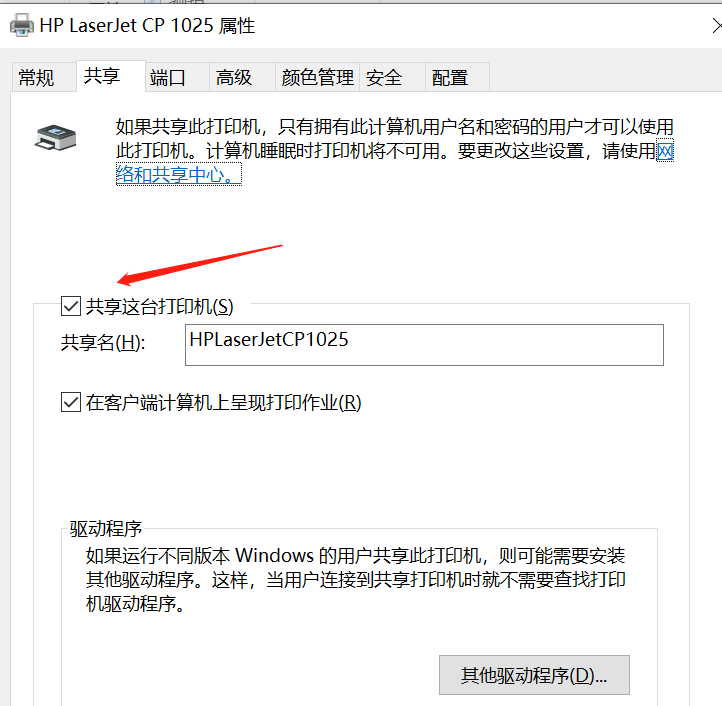 HP LaserJet CP 1025 属性
常规 共享 端口 高级 颜色管理 安全 配置
如果共享此打印机，只有拥有此计算机用户名和密码的用户才可以使用
此打印机。计算机睡眠时打印机将不可用。要更改这些设置，请使用网
络和共享中心。
共享这台打印机(S)
共享名(H):
HPLaserJetCP1025
在客户端计算机上呈现打印作业(R)
驱动程序
如果运行不同版本 Windows 的用户共享此打印机，则可能需要安装
其他驱动程序。这样，当用户连接到共享打印机时就不需要查找打印
机驱动程序。
其他驱动程序(D)...